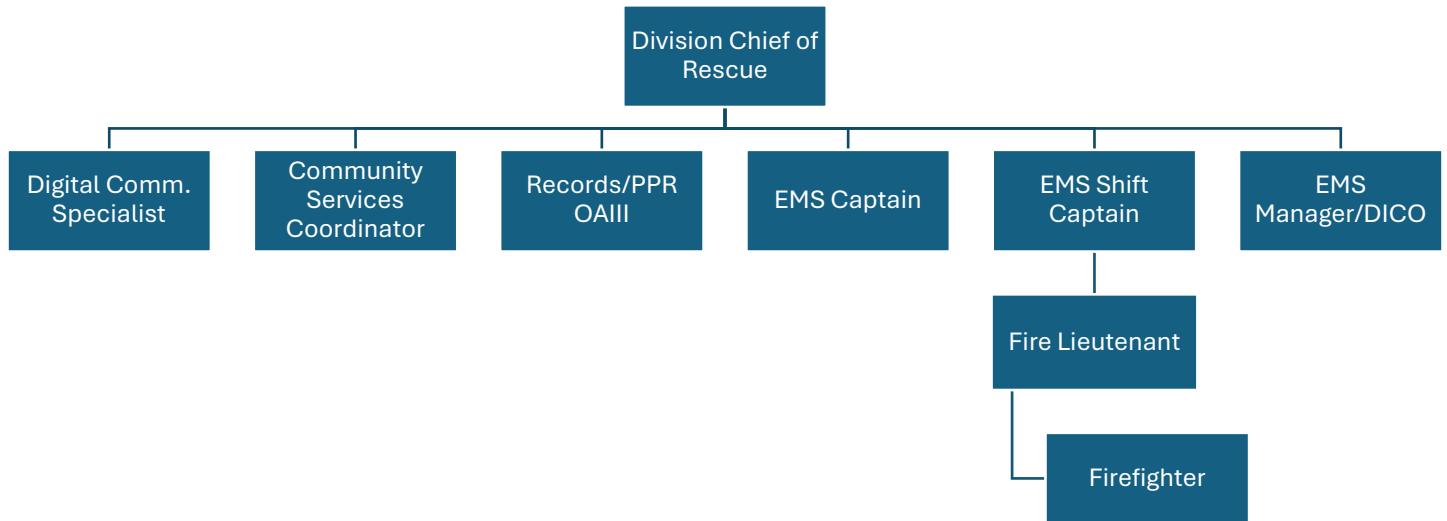 Division Chief of
Rescue
Digital Comm.
Specialist
Community
Services
Coordinator
Records/PPR
OAIII
EMS Captain
EMS Shift
Captain
EMS
Manager/DICO
Fire Lieutenant
Firefighter